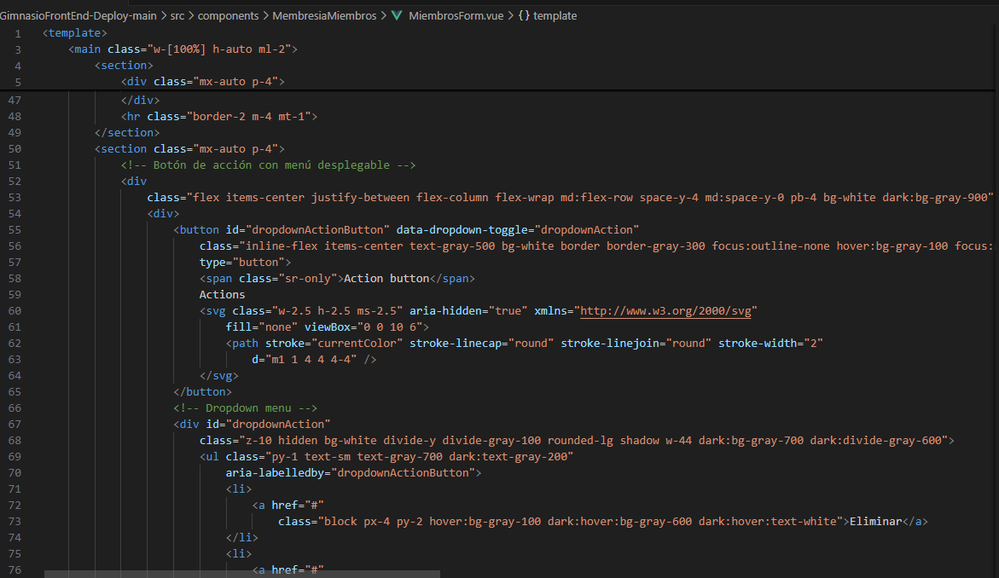 GimnasioFrontEnd-Deploy-main > src > components > MembresiaMiembros > MiembrosForm.vue > {} template
1 <template>
3 <main class="w-[100%] h-auto ml-2">
4 <section>
5 <div class="mx-auto p-4">
47 </div>
48 <hr class="border-2 m-4 mt-1">
49 </section>
50 <section class="mx-auto p-4">
51 <!-- Botón de acción con menú desplegable -->
52 <div
53 class="flex items-center justify-between flex-column flex-wrap md:flex-row space-y-4 md:space-y-0 pb-4 bg-white dark:bg-gray-900"
54 <div>
55 <button id="dropdownActionButton" data-dropdown-toggle="dropdownAction"
56 class="inline-flex items-center text-gray-500 bg-white border border-gray-300 focus:outline-none hover:bg-gray-100 focus:
57 type="button">
58 <span class="sr-only">Action button</span>
59 Actions
60 <svg class="w-2.5 h-2.5 ms-2.5" aria-hidden="true" xmlns="http://www.w3.org/2000/svg"
61 fill="none" viewBox="0 0 10 6">
62 <path stroke="currentColor" stroke-linecap="round" stroke-linejoin="round" stroke-width="2"
63 d="m1 1 4 4 4-4" />
64 </svg>
65 </button>
66 <!-- Dropdown menu -->
67 <div id="dropdownAction"
68 class="z-10 hidden bg-white divide-y divide-gray-100 rounded-lg shadow w-44 dark:bg-gray-700 dark:divide-gray-600">
69 <ul class="py-1 text-sm text-gray-700 dark:text-gray-200"
70 aria-labelledby="dropdownActionButton">
71 <li>
72 <a href="#"
73 class="block px-4 py-2 hover:bg-gray-100 dark:hover:bg-gray-600 dark:hover:text-white">Eliminar</a>
74 </li>
75 <li>
76 <a href="#"